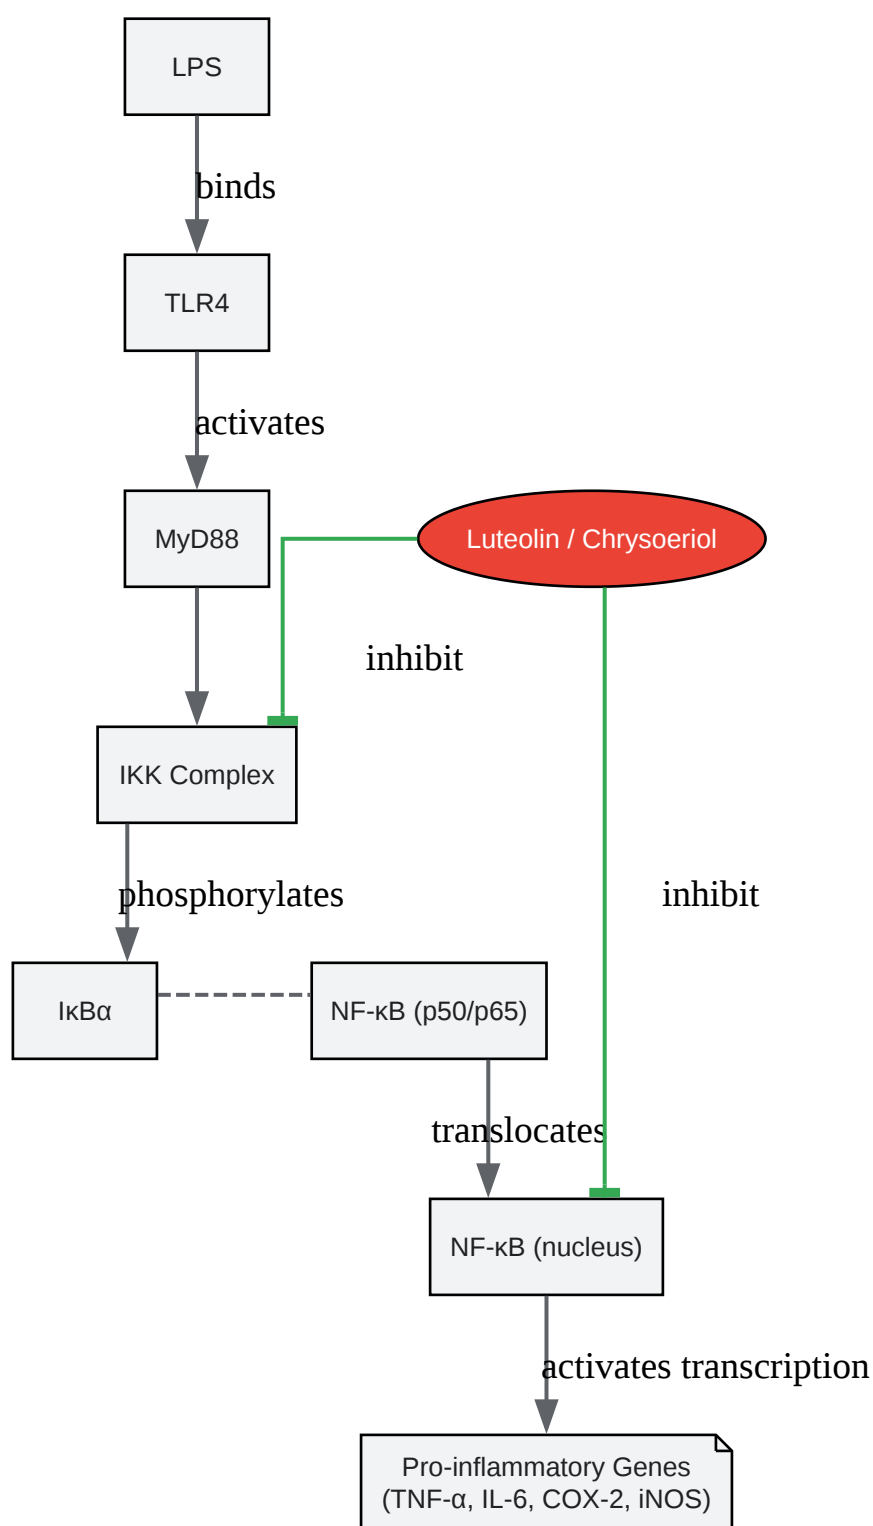 LPS
binds
TLR4
activates
MyD88
Luteolin / Chrysoeriol
inhibit
IKK Complex
phosphorylates
inhibit
IκBα
NF-κB (p50/p65)
translocates
NF-κB (nucleus)
activates transcription
Pro-inflammatory Genes
(TNF-α, IL-6, COX-2, iNOS)